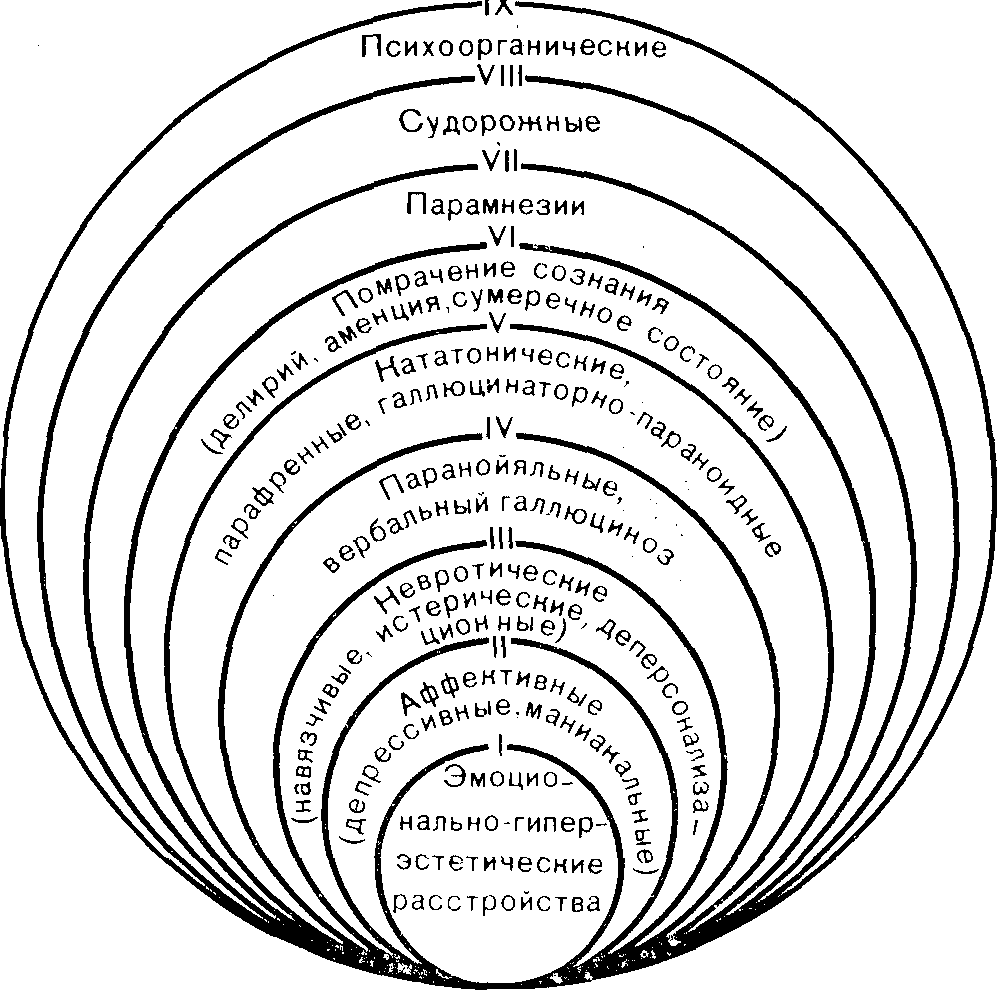 IX
Психоорганические
VIII
Судорожные
VII
Парамнезии
VI
Помрачение сознания
(делирий, аменция, сумеречное состояние)
V
Кататонические,
парафренные, галлюцинаторно-параноидные
IV
Паранойяльные,
вербальный галлюциноз
III
Невротические
(навязчивые, истерические, деперсонализа-
ционные)
II
Аффективные
(депрессивные, маниакальные)
I
Эмоцио-
нально-гипер-
эстетические
расстройства